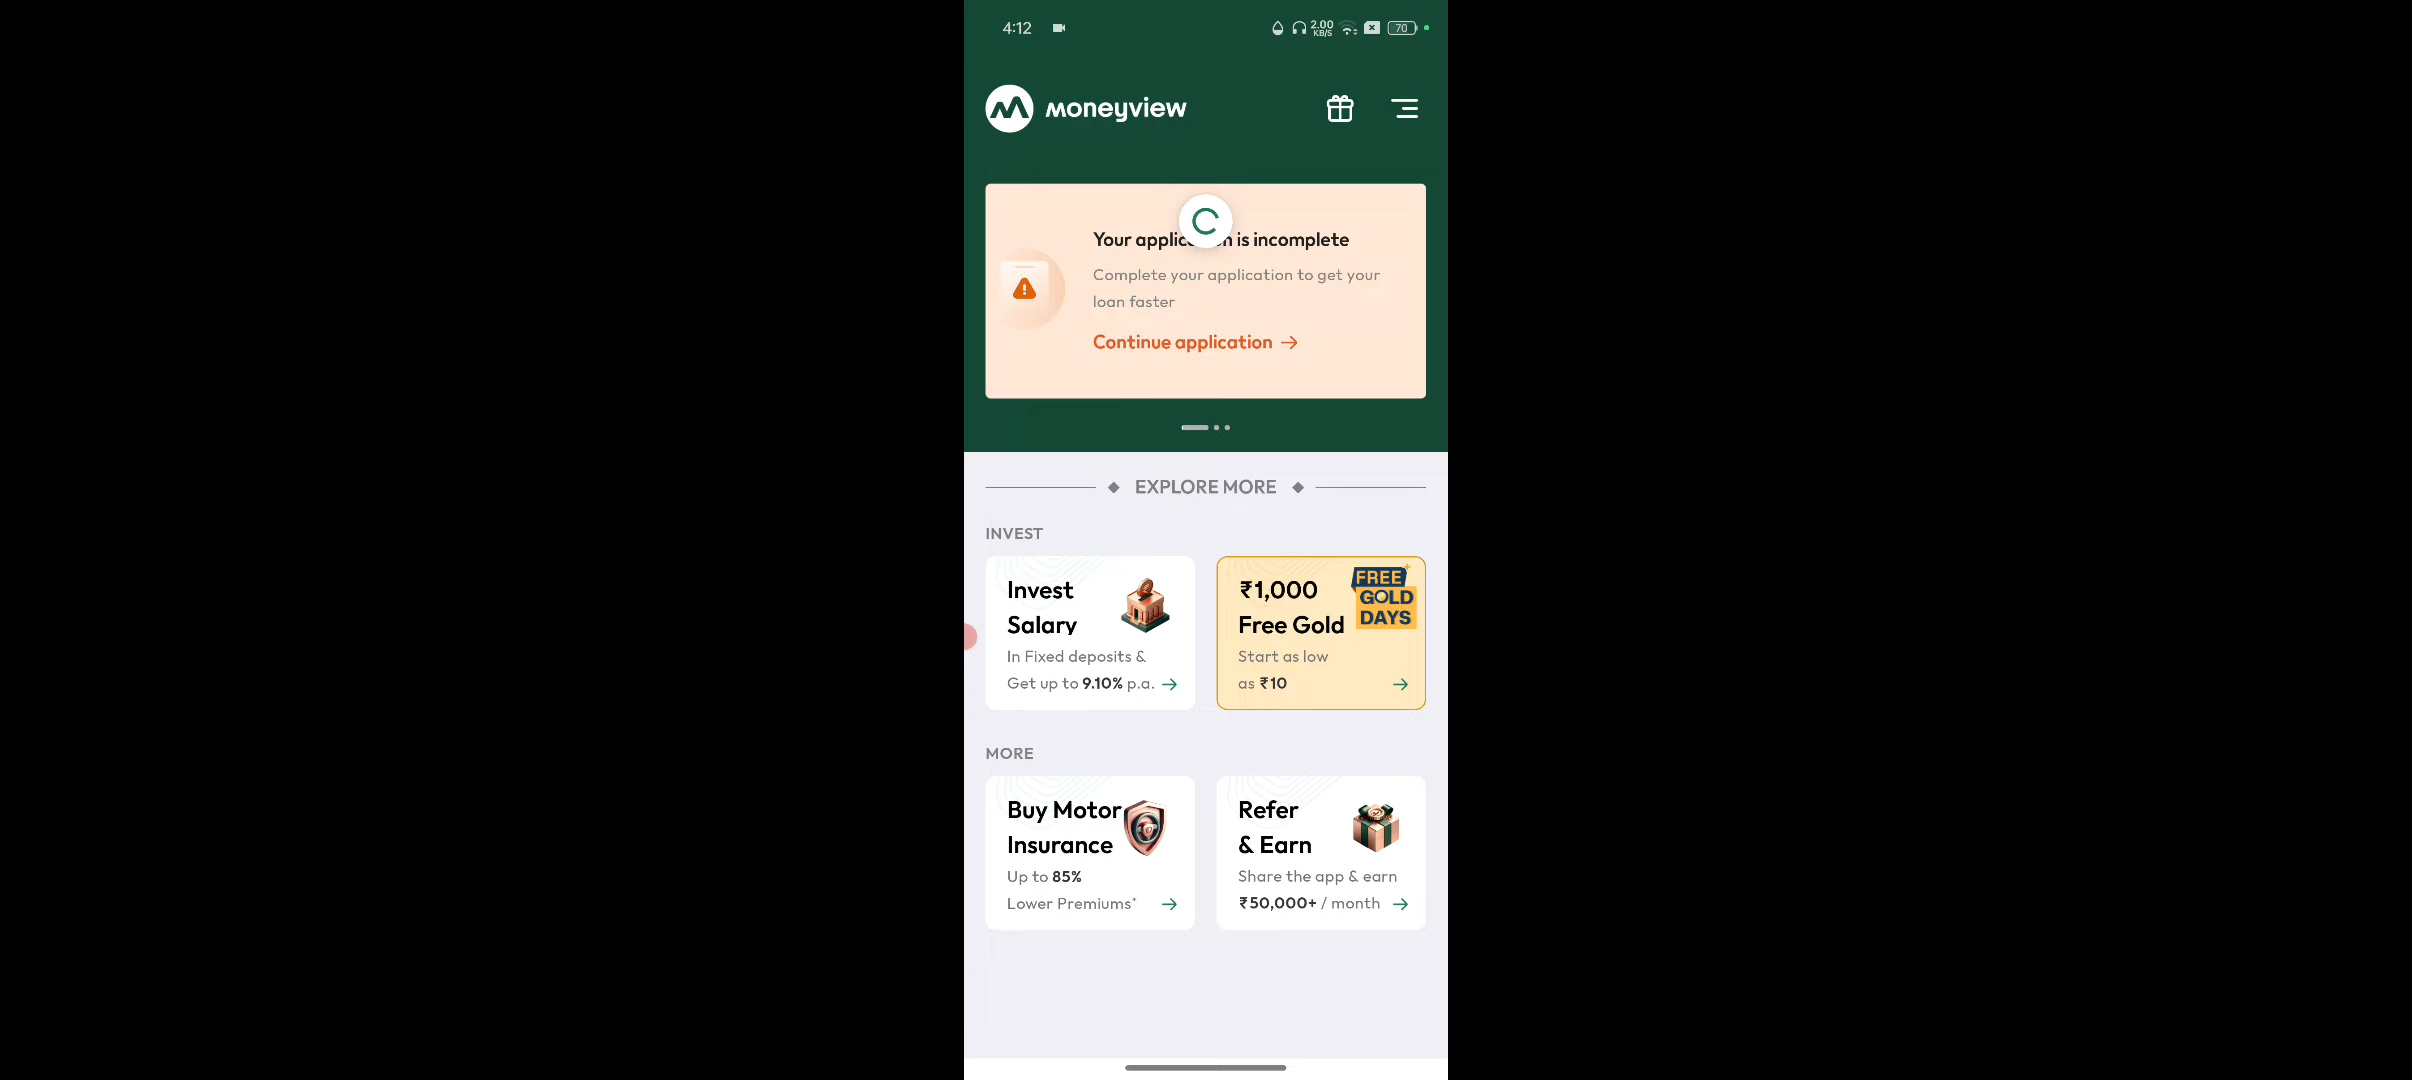 4:12
2.00
KB/S
70
moneyview
Your applic n is incomplete
Complete your application to get your
loan faster
Continue application
EXPLORE MORE
INVEST
Invest
Salary
In Fixed deposits &
Get up to 9.10% p.a.
₹1,000
Free Gold
Start as low
as ₹10
FREE
GOLD
DAYS
MORE
Buy Motor
Insurance
Up to 85%
Lower Premiums*
Refer
& Earn
Share the app & earn
₹50,000+ / month